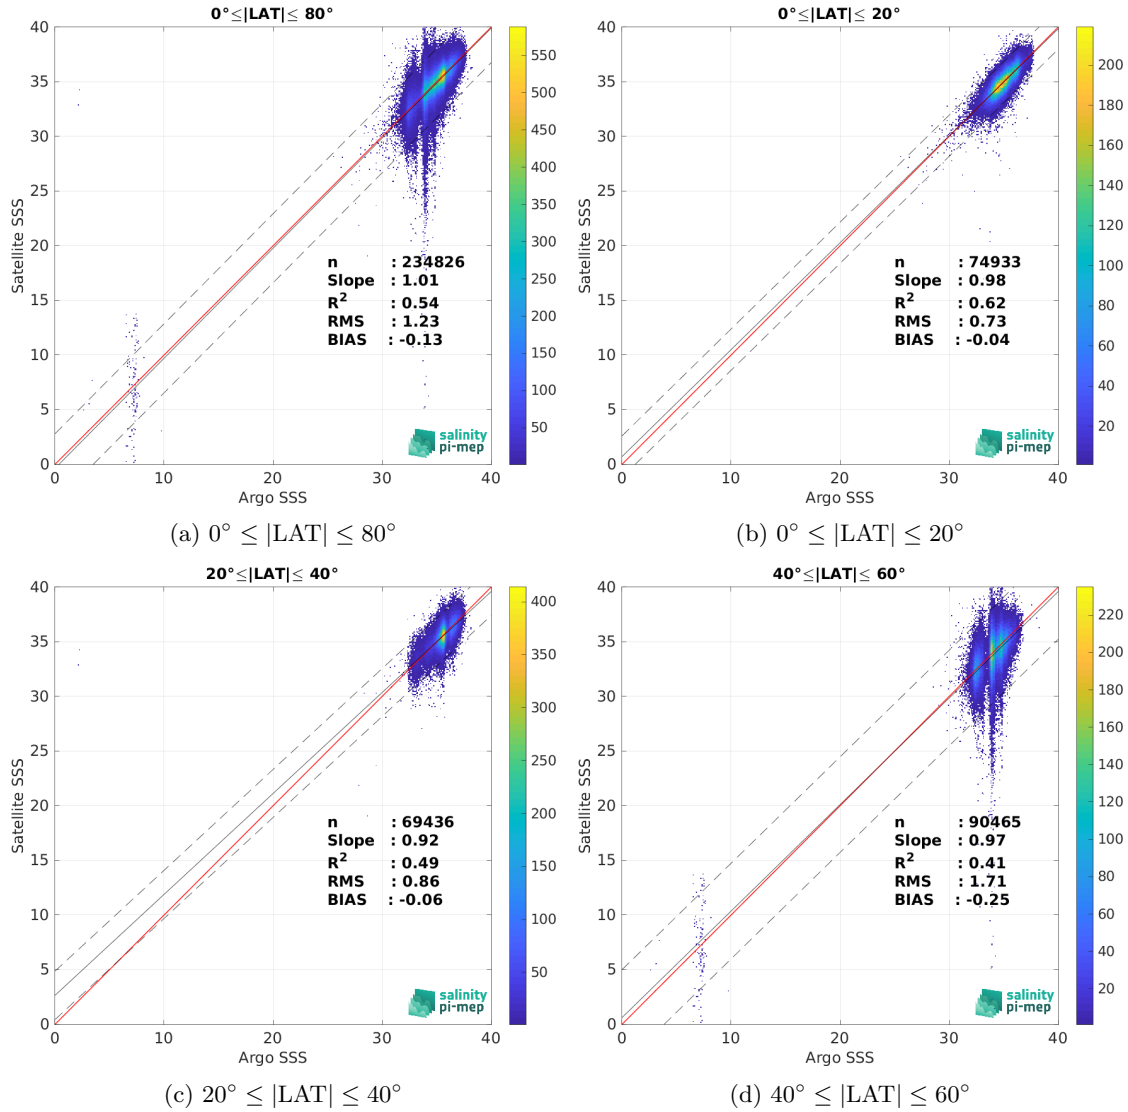 0°≤|LAT|≤ 80°
40
35
30
25
20
15
10
5
0
Satellite SSS
0
10
20
30
40
Argo SSS
550
500
450
400
350
300
250
200
150
100
50
n : 234826
Slope : 1.01
R2 : 0.54
RMS : 1.23
BIAS : -0.13
salinity
pi-mep
(a) 0° ≤ |LAT| ≤ 80°
0°≤|LAT|≤ 20°
40
35
30
25
20
15
10
5
0
Satellite SSS
0
10
20
30
40
Argo SSS
200
180
160
140
120
100
80
60
40
20
n : 74933
Slope : 0.98
R2 : 0.62
RMS : 0.73
BIAS : -0.04
salinity
pi-mep
(b) 0° ≤ |LAT| ≤ 20°
20°≤|LAT|≤ 40°
40
35
30
25
20
15
10
5
0
Satellite SSS
0
10
20
30
40
Argo SSS
400
350
300
250
200
150
100
50
n : 69436
Slope : 0.92
R2 : 0.49
RMS : 0.86
BIAS : -0.06
salinity
pi-mep
(c) 20° ≤ |LAT| ≤ 40°
40°≤|LAT|≤ 60°
40
35
30
25
20
15
10
5
0
Satellite SSS
0
10
20
30
40
Argo SSS
220
200
180
160
140
120
100
80
60
40
20
n : 90465
Slope : 0.97
R2 : 0.41
RMS : 1.71
BIAS : -0.25
salinity
pi-mep
(d) 40° ≤ |LAT| ≤ 60°